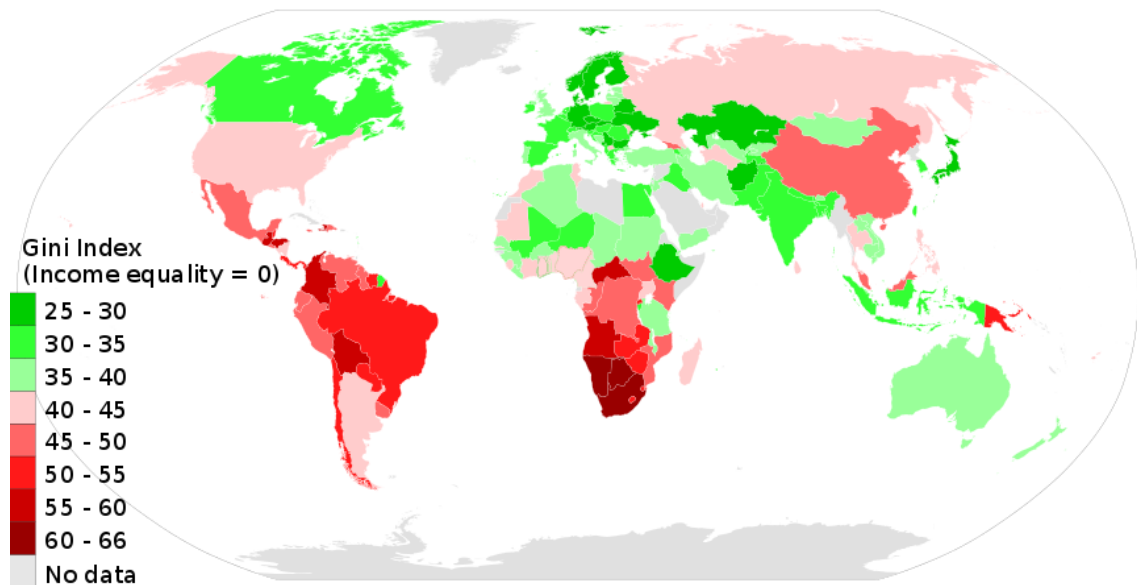 Gini Index
(Income equality = 0)
25 - 30
30 - 35
35 - 40
40 - 45
45 - 50
50 - 55
55 - 60
60 - 66
No data